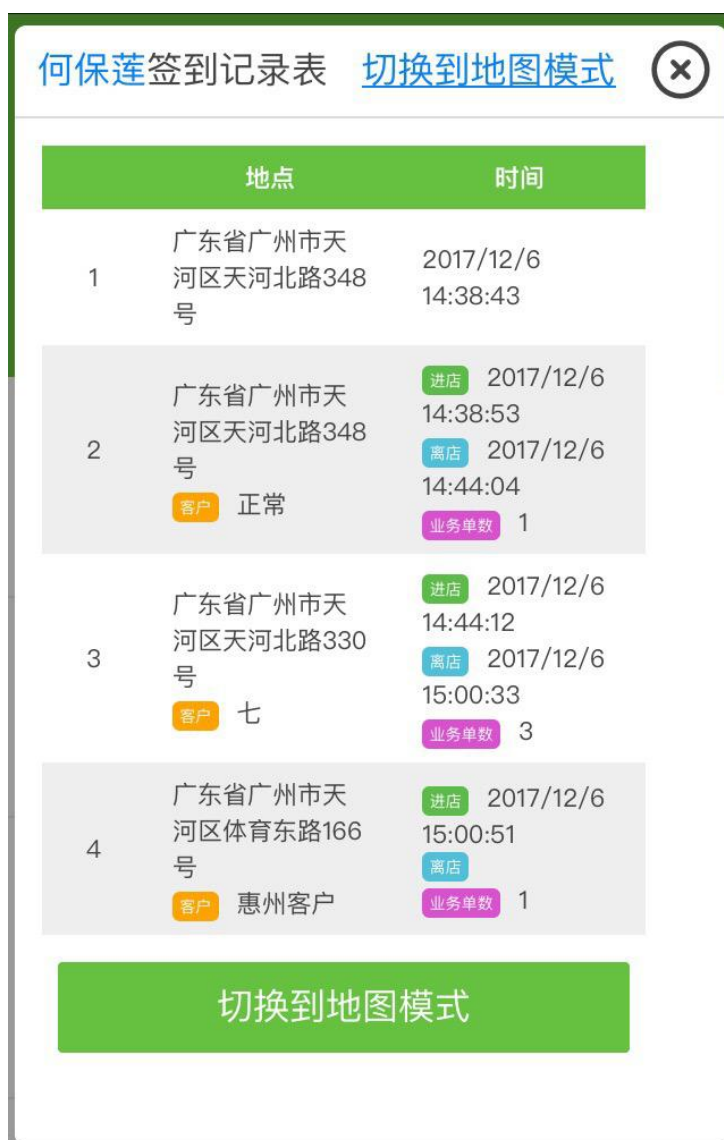 何保莲签到记录表 切换到地图模式
地点 时间
1
广东省广州市天
河区天河北路348
号
2017/12/6
14:38:43
2
广东省广州市天
河区天河北路348
号
客户 正常
进店 2017/12/6
14:38:53
离店 2017/12/6
14:44:04
业务单数 1
3
广东省广州市天
河区天河北路330
号
客户 七
进店 2017/12/6
14:44:12
离店 2017/12/6
15:00:33
业务单数 3
4
广东省广州市天
河区体育东路166
号
客户 惠州客户
进店 2017/12/6
15:00:51
离店
业务单数 1
切换到地图模式